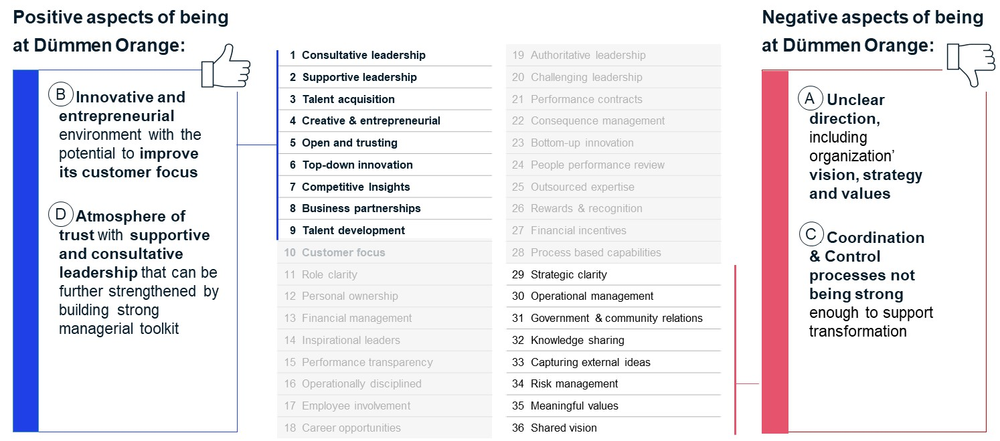 Positive aspects of being
at Dümmen Orange:
B Innovative and
entrepreneurial
environment with the
potential to improve
its customer focus
D Atmosphere of
trust with supportive
and consultative
leadership that can be
further strengthened by
building strong
managerial toolkit
1 Consultative leadership
2 Supportive leadership
3 Talent acquisition
4 Creative & entrepreneurial
5 Open and trusting
6 Top-down innovation
7 Competitive Insights
8 Business partnerships
9 Talent development
10 Customer focus
11 Role clarity
12 Personal ownership
13 Financial management
14 Inspirational leaders
15 Performance transparency
16 Operationally disciplined
17 Employee involvement
18 Career opportunities
19 Authoritative leadership
20 Challenging leadership
21 Performance contracts
22 Consequence management
23 Bottom-up innovation
24 People performance review
25 Outsourced expertise
26 Rewards & recognition
27 Financial incentives
28 Process based capabilities
29 Strategic clarity
30 Operational management
31 Government & community relations
32 Knowledge sharing
33 Capturing external ideas
34 Risk management
35 Meaningful values
36 Shared vision
Negative aspects of being
at Dümmen Orange:
A Unclear
direction,
including
organization’
vision, strategy
and values
C Coordination
& Control
processes not
being strong
enough to support
transformation